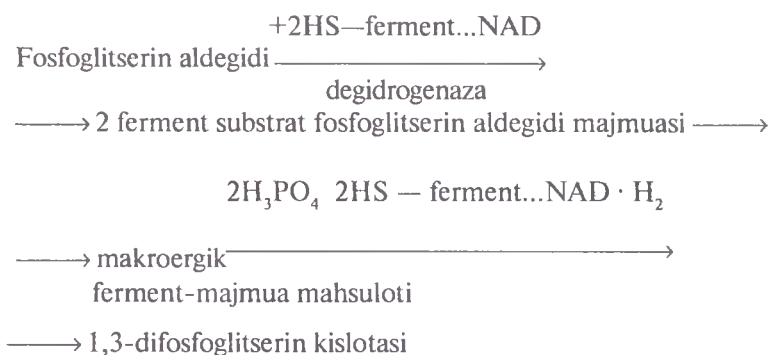 +2HS—ferment...NAD
Fosfoglitserin aldegidi ⟶
degidrogenaza
⟶ 2 ferment substrat fosfoglitserin aldegidi majmuasi ⟶
2H₃PO₄ 2HS — ferment...NAD · H₂
⟶ makroergik ⟶
ferment-majmua mahsuloti
⟶ 1,3-difosfoglitserin kislotasi